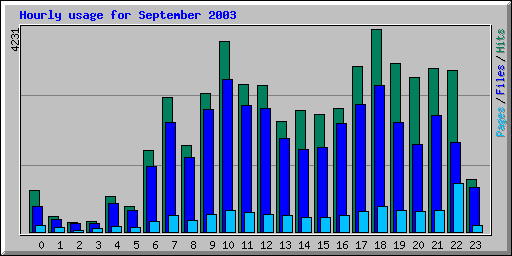 Hourly usage for September 2003
4231
Pages/Files/Hits
0 1 2 3 4 5 6 7 8 9 10 11 12 13 14 15 16 17 18 19 20 21 22 23